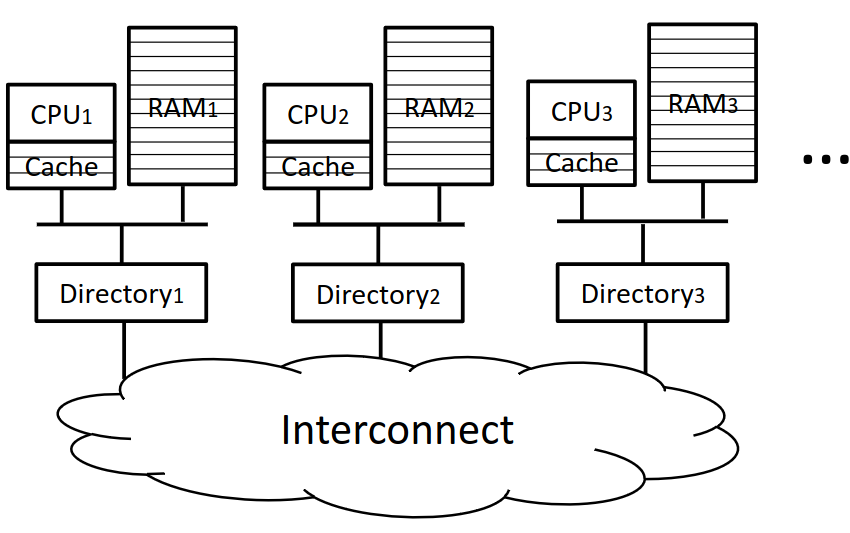 CPU1
RAM1
Cache
CPU2
RAM2
Cache
CPU3
RAM3
Cache
...
Directory1
Directory2
Directory3
Interconnect